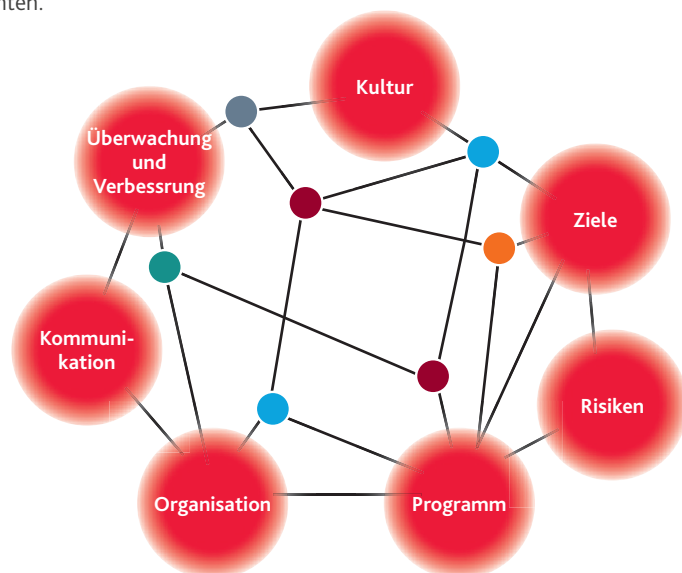 Kultur
Überwachung
und
Verbessrung
Ziele
Kommuni-
kation
Risiken
Organisation
Programm